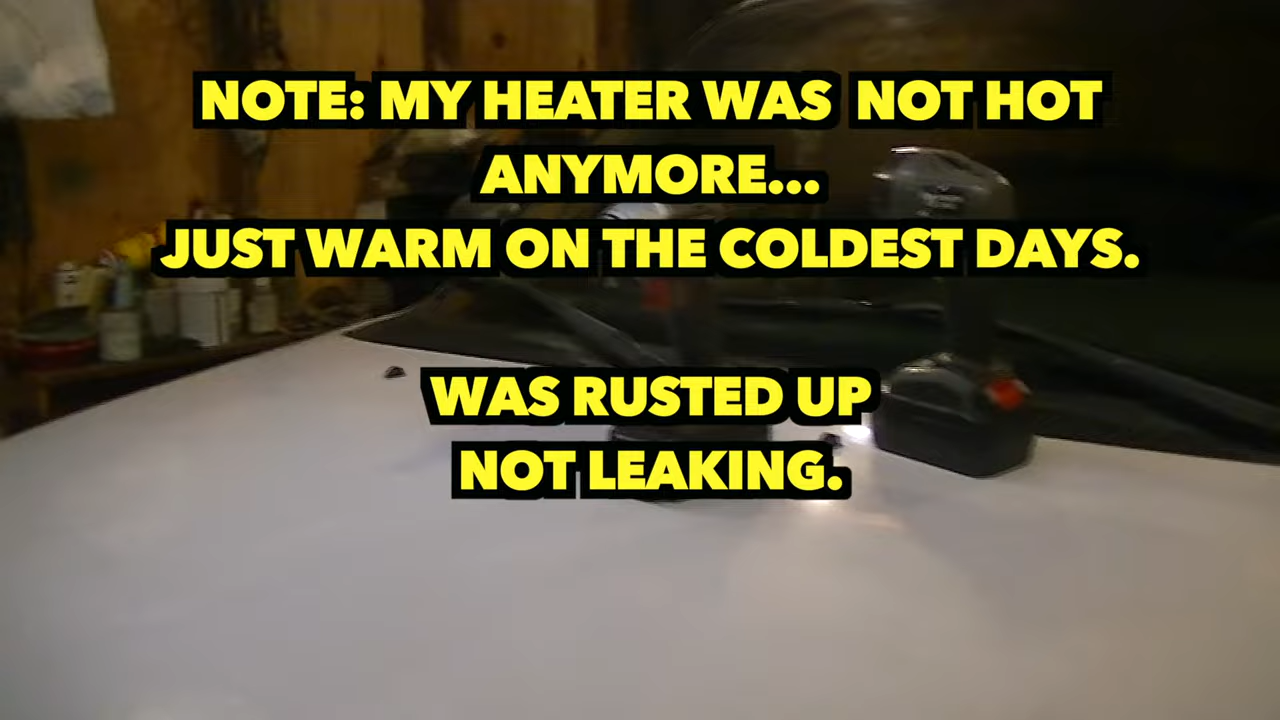 NOTE: MY HEATER WAS NOT HOT
ANYMORE...
JUST WARM ON THE COLDEST DAYS.
WAS RUSTED UP
NOT LEAKING.